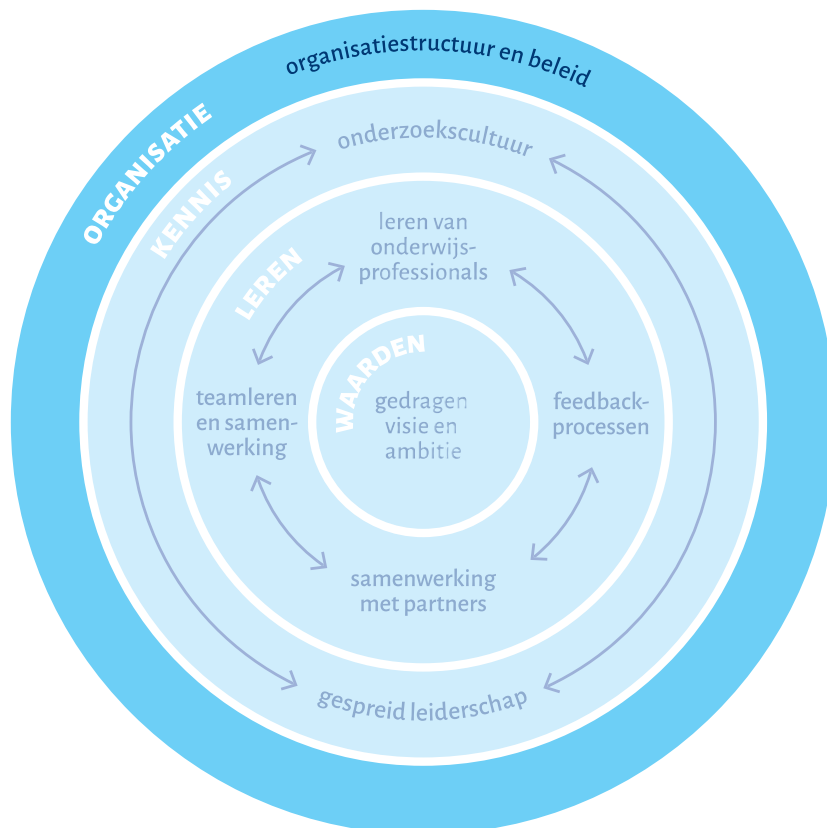 organisatiestructuur en beleid
ORGANISATIE
onderzoekscultuur
KENNIS
leren van
onderwijs-
professionals
LEREN
WAARDEN
teamleren
en samen-
werking
gedragen
visie en
ambitie
feedback-
processen
samenwerking
met partners
gespreid leiderschap